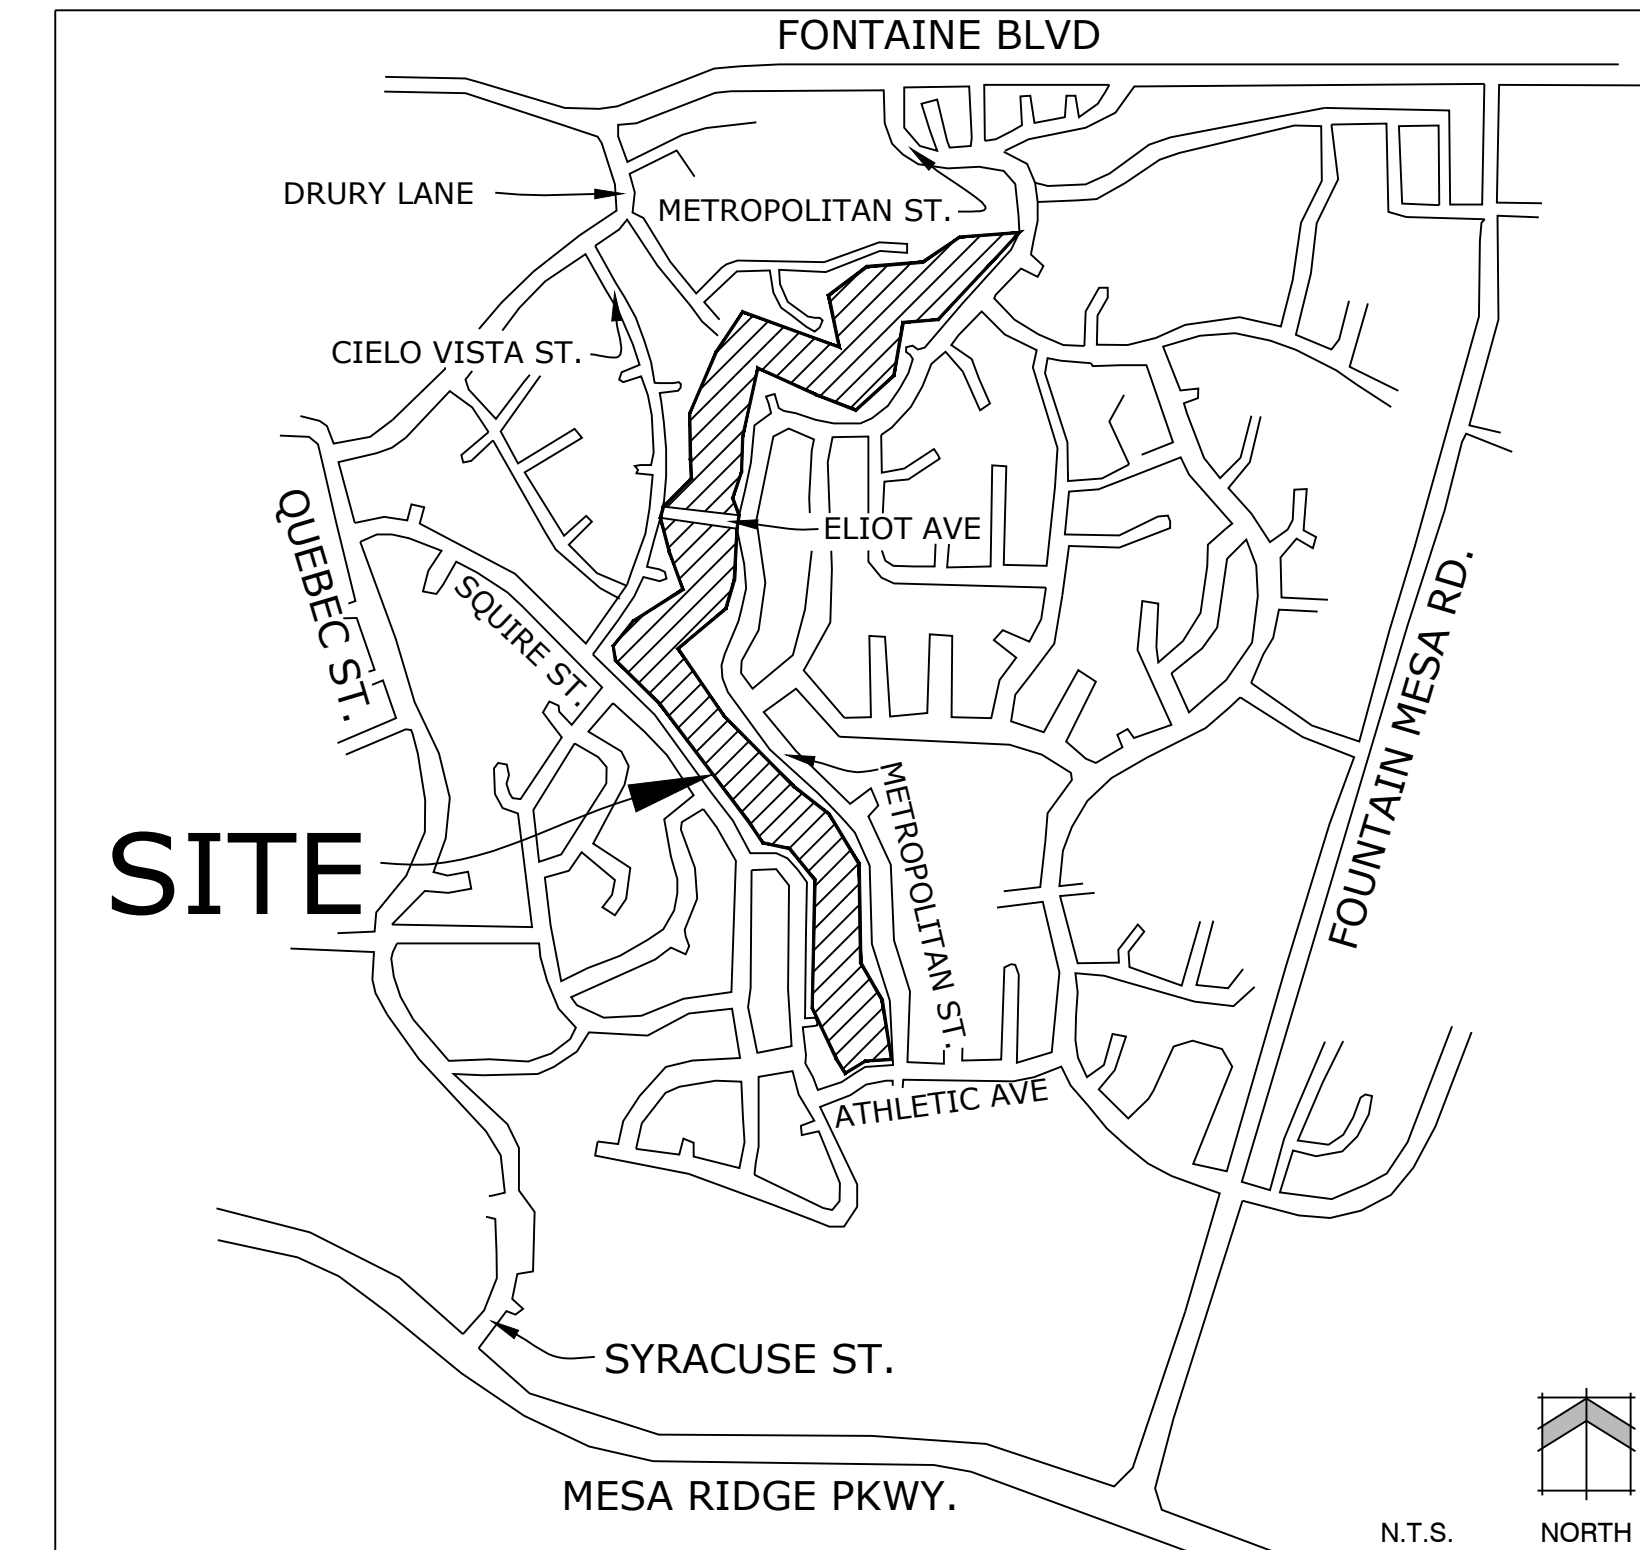 FONTAINE BLVD
DRURY LANE
METROPOLITAN ST.
CIELO VISTA ST.
QUEBEC ST.
ELIOT AVE
SQUIRE ST.
FOUNTAIN MESA RD.
SITE
METROPOLITAN ST.
ATHLETIC AVE
SYRACUSE ST.
MESA RIDGE PKWY.
N.T.S.
NORTH